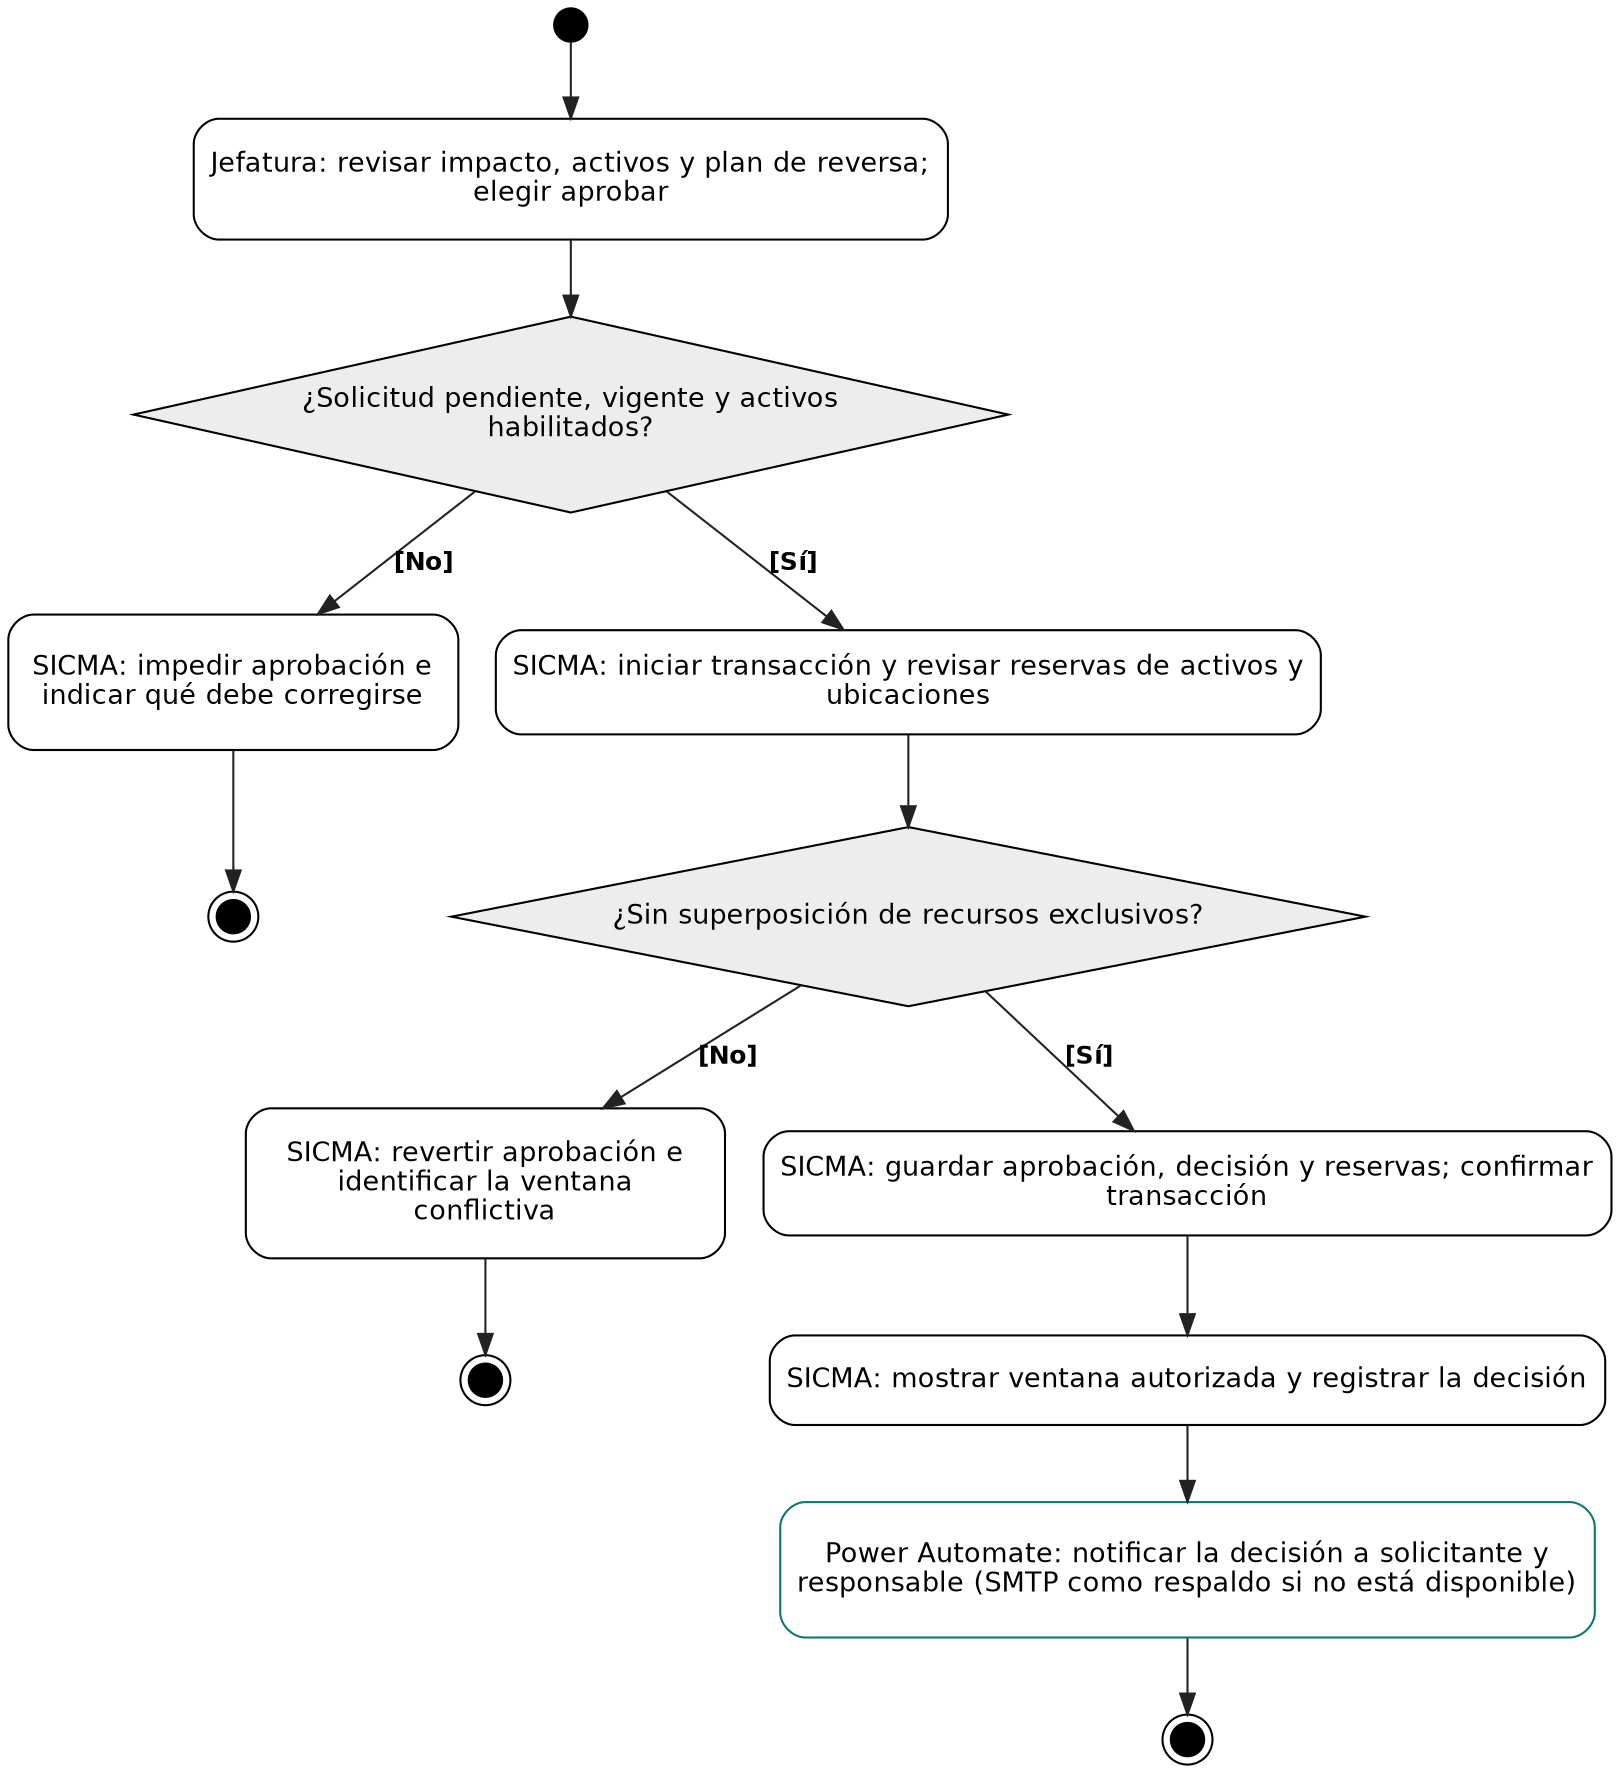 Jefatura: revisar impacto, activos y plan de reversa;
elegir aprobar
¿Solicitud pendiente, vigente y activos
habilitados?
[No]
[Sí]
SICMA: impedir aprobación e
indicar qué debe corregirse
SICMA: iniciar transacción y revisar reservas de activos y
ubicaciones
¿Sin superposición de recursos exclusivos?
[No]
[Sí]
SICMA: revertir aprobación e
identificar la ventana
conflictiva
SICMA: guardar aprobación, decisión y reservas; confirmar
transacción
SICMA: mostrar ventana autorizada y registrar la decisión
Power Automate: notificar la decisión a solicitante y
responsable (SMTP como respaldo si no está disponible)